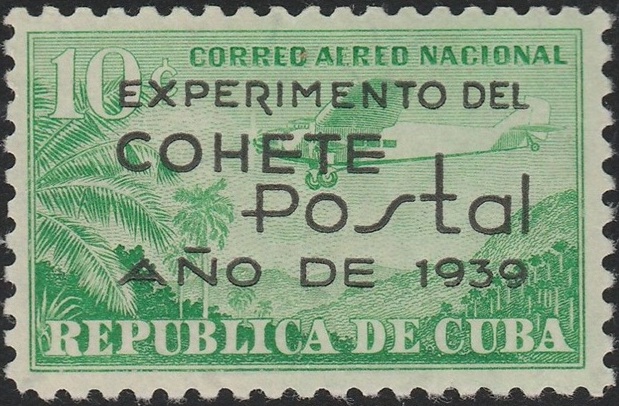 10¢
CORREO AEREO NACIONAL
EXPERIMENTO DEL
COHETE
Postal
AÑO DE 1939
REPUBLICA DE CUBA